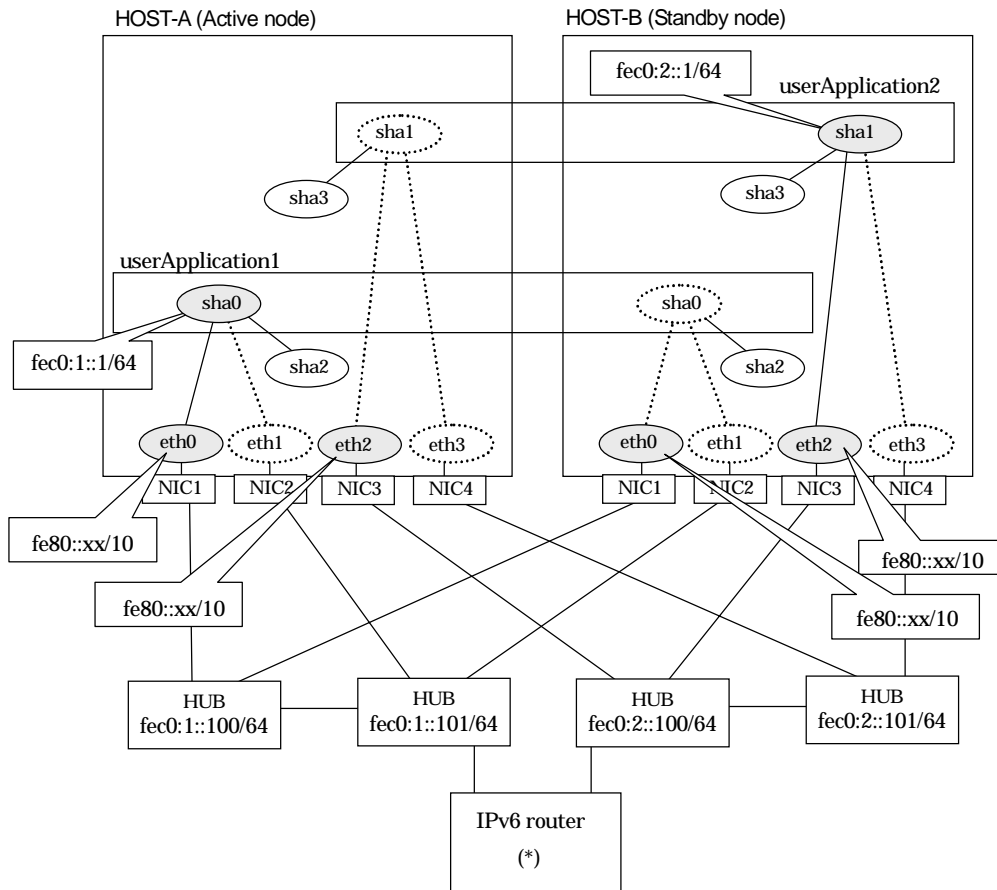 HOST-A (Active node)
HOST-B (Standby node)
fec0:2::1/64
userApplication2
sha1
sha1
sha3
sha3
userApplication1
sha0
sha0
fec0:1::1/64
sha2
sha2
eth0
eth1
eth2
eth3
eth0
eth1
eth2
eth3
NIC1
NIC2
NIC3
NIC4
NIC1
NIC2
NIC3
NIC4
fe80::xx/10
fe80::xx/10
fe80::xx/10
fe80::xx/10
HUB
fec0:1::100/64
HUB
fec0:1::101/64
HUB
fec0:2::100/64
HUB
fec0:2::101/64
IPv6 router
(*)